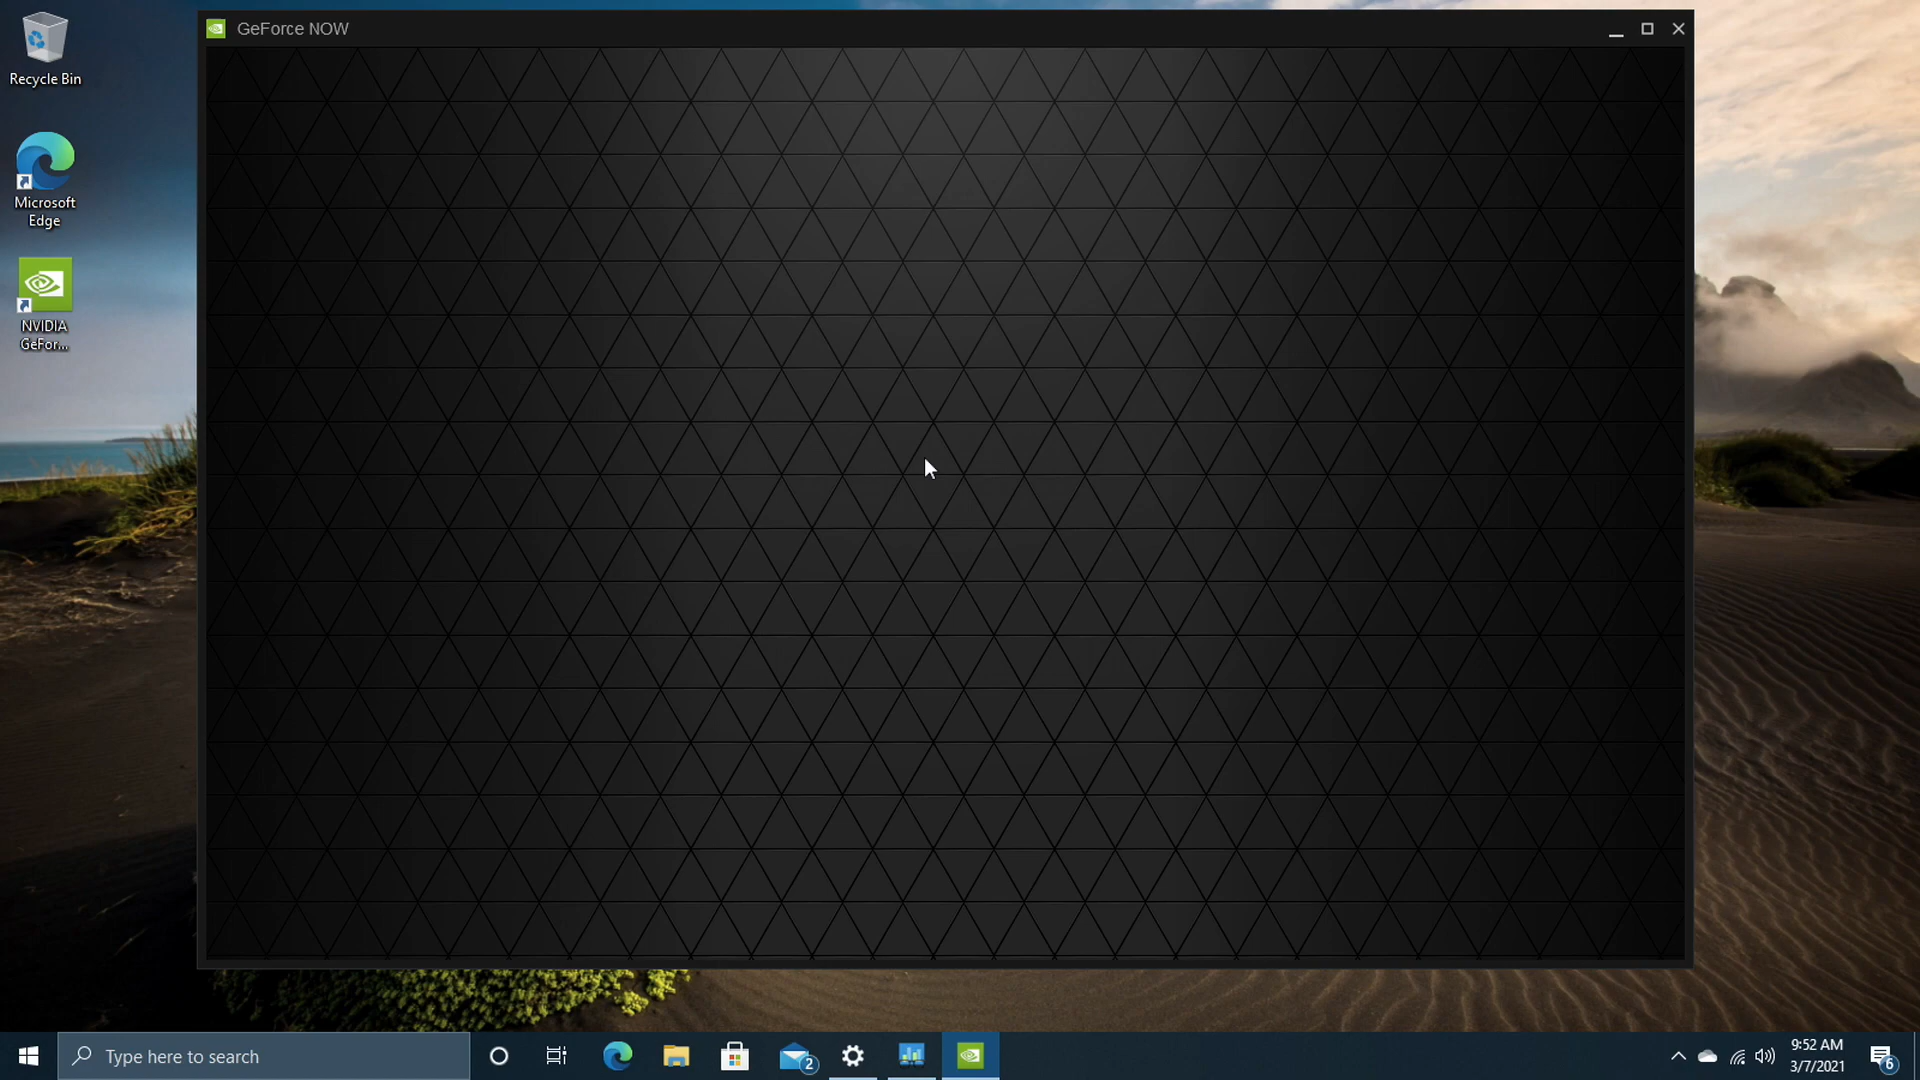 GeForce NOW
Recycle Bin
Microsoft
Edge
NVIDIA
GeFor...
Type here to search
2
9:52 AM
3/7/2021
6